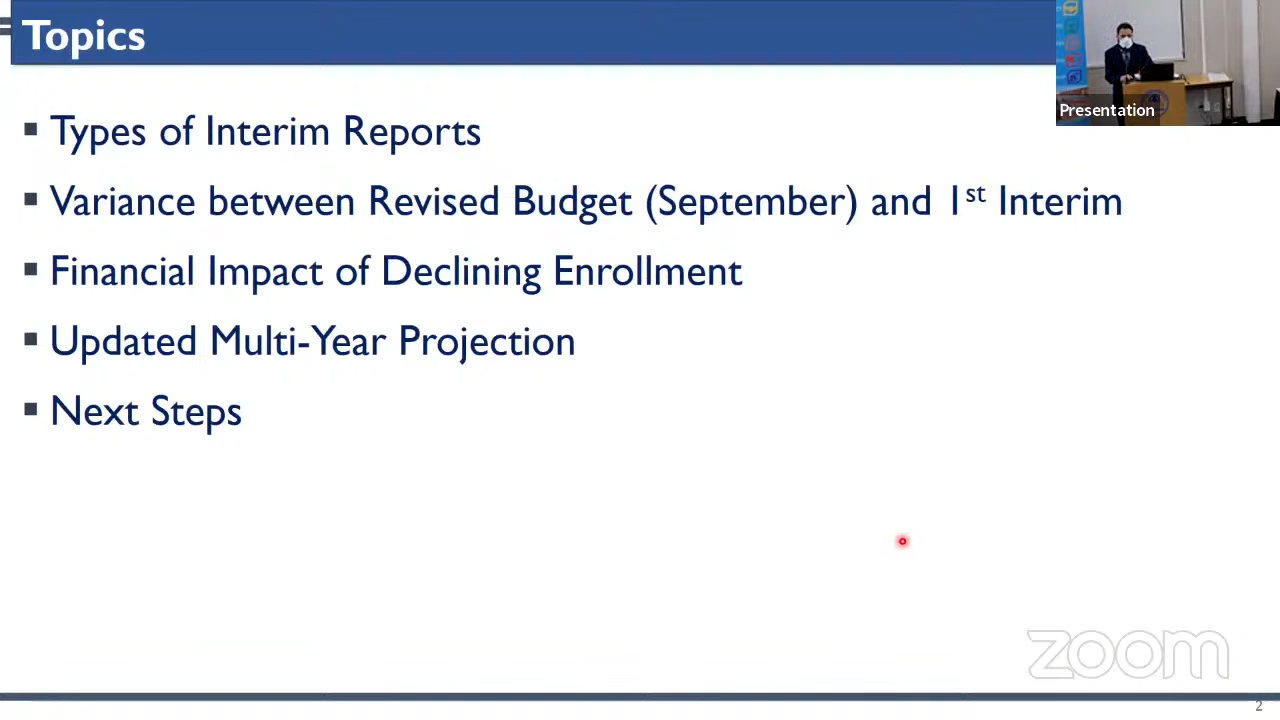 Topics
Presentation
▪ Types of Interim Reports
▪ Variance between Revised Budget (September) and 1st Interim
▪ Financial Impact of Declining Enrollment
▪ Updated Multi-Year Projection
▪ Next Steps
zoom
2